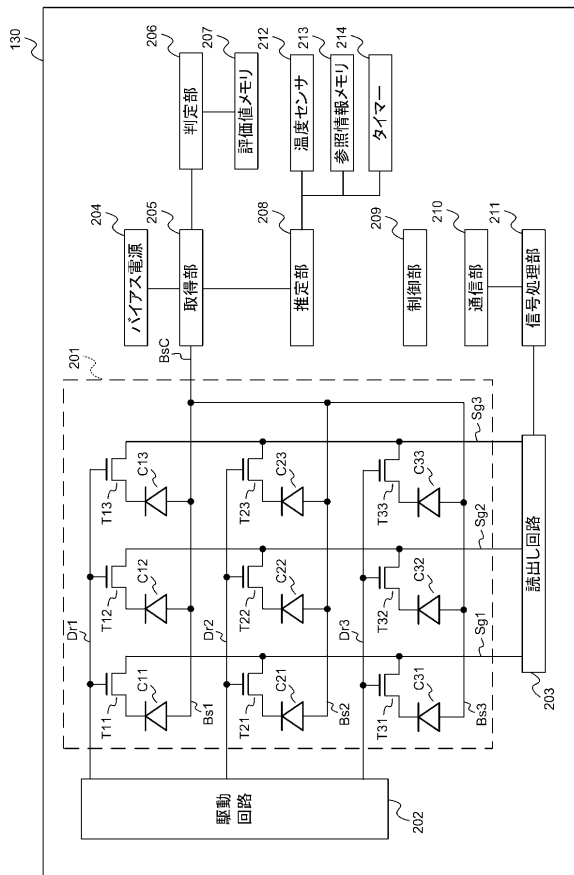 130
206
207
212
213
214
判定部
評価値メモリ
温度センサ
参照情報メモリ
タイマー
204
205
208
209
210
211
バイアス電源
取得部
推定部
制御部
通信部
信号処理部
201
BsC
Sg3
T13
C13
T23
C23
T33
C33
Sg2
Dr1
T12
C12
Dr2
T22
C22
Dr3
T32
C32
Sg1
T11
C11
Bs1
T21
C21
Bs2
T31
C31
Bs3
読出し回路
203
駆動
回路
202